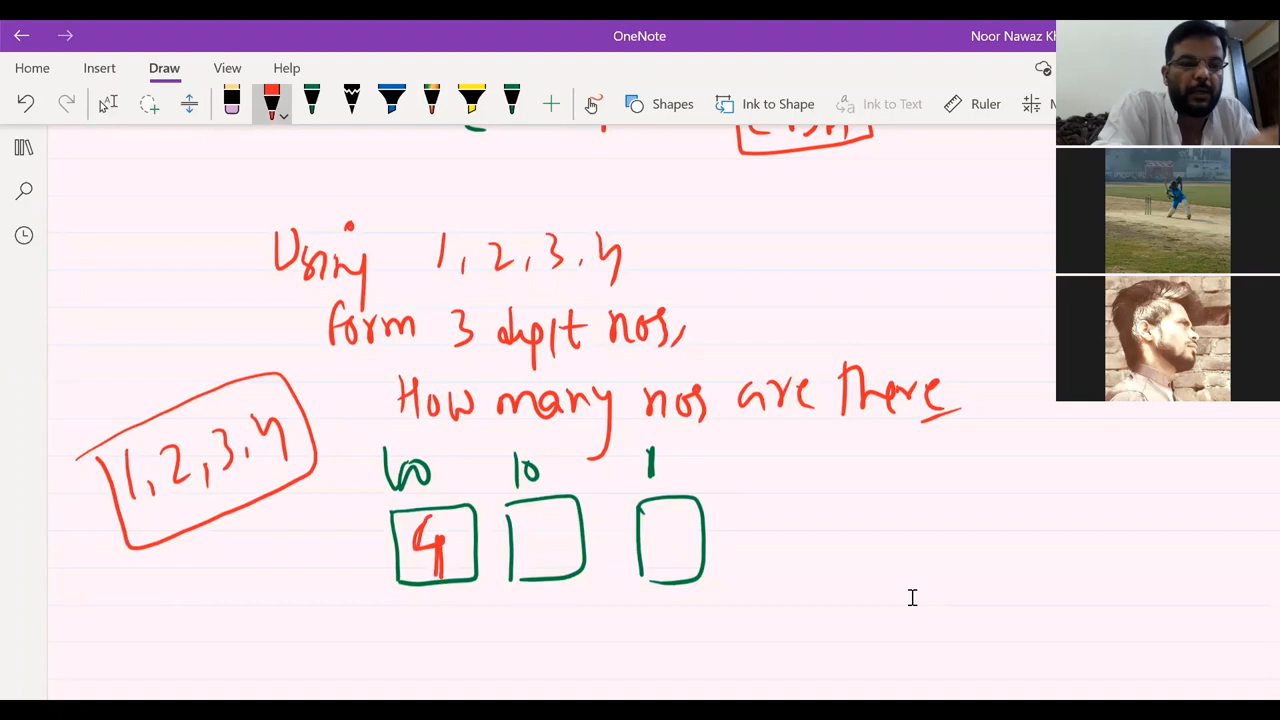 OneNote
Noor Nawaz Kh
Home Insert Draw View Help
Shapes Ink to Shape Ink to Text Ruler M
Using 1, 2, 3, 4
form 3 digit nos,
How many nos are there
1, 2, 3, 4
100 10 1
4